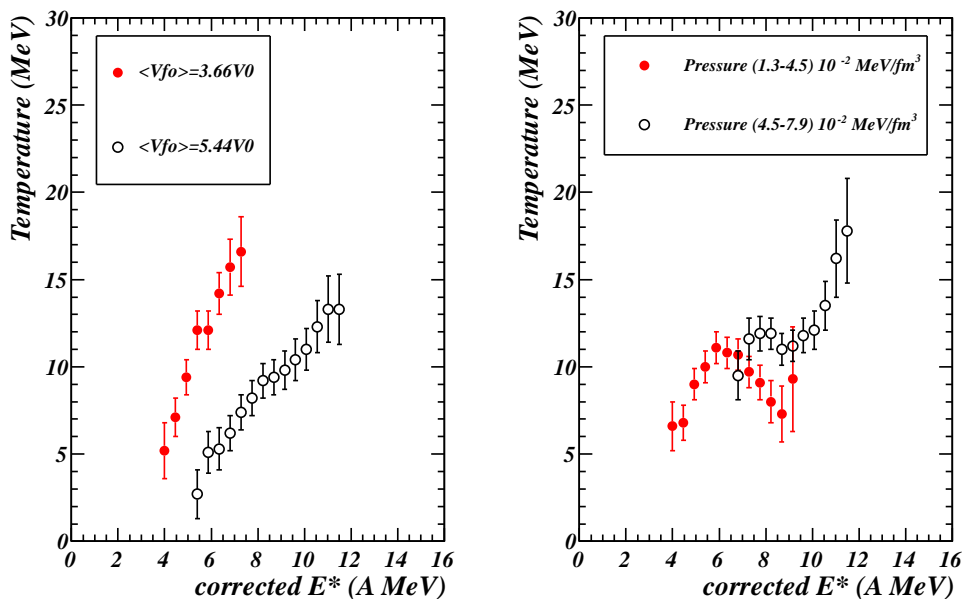 Temperature (MeV)
30
25
20
15
10
5
0
<Vfo>=3.66V0
<Vfo>=5.44V0
0 2 4 6 8 10 12 14 16
corrected E* (A MeV)
Temperature (MeV)
30
25
20
15
10
5
0
Pressure (1.3-4.5) 10 -2 MeV/fm3
Pressure (4.5-7.9) 10-2 MeV/fm3
0 2 4 6 8 10 12 14 16
corrected E* (A MeV)